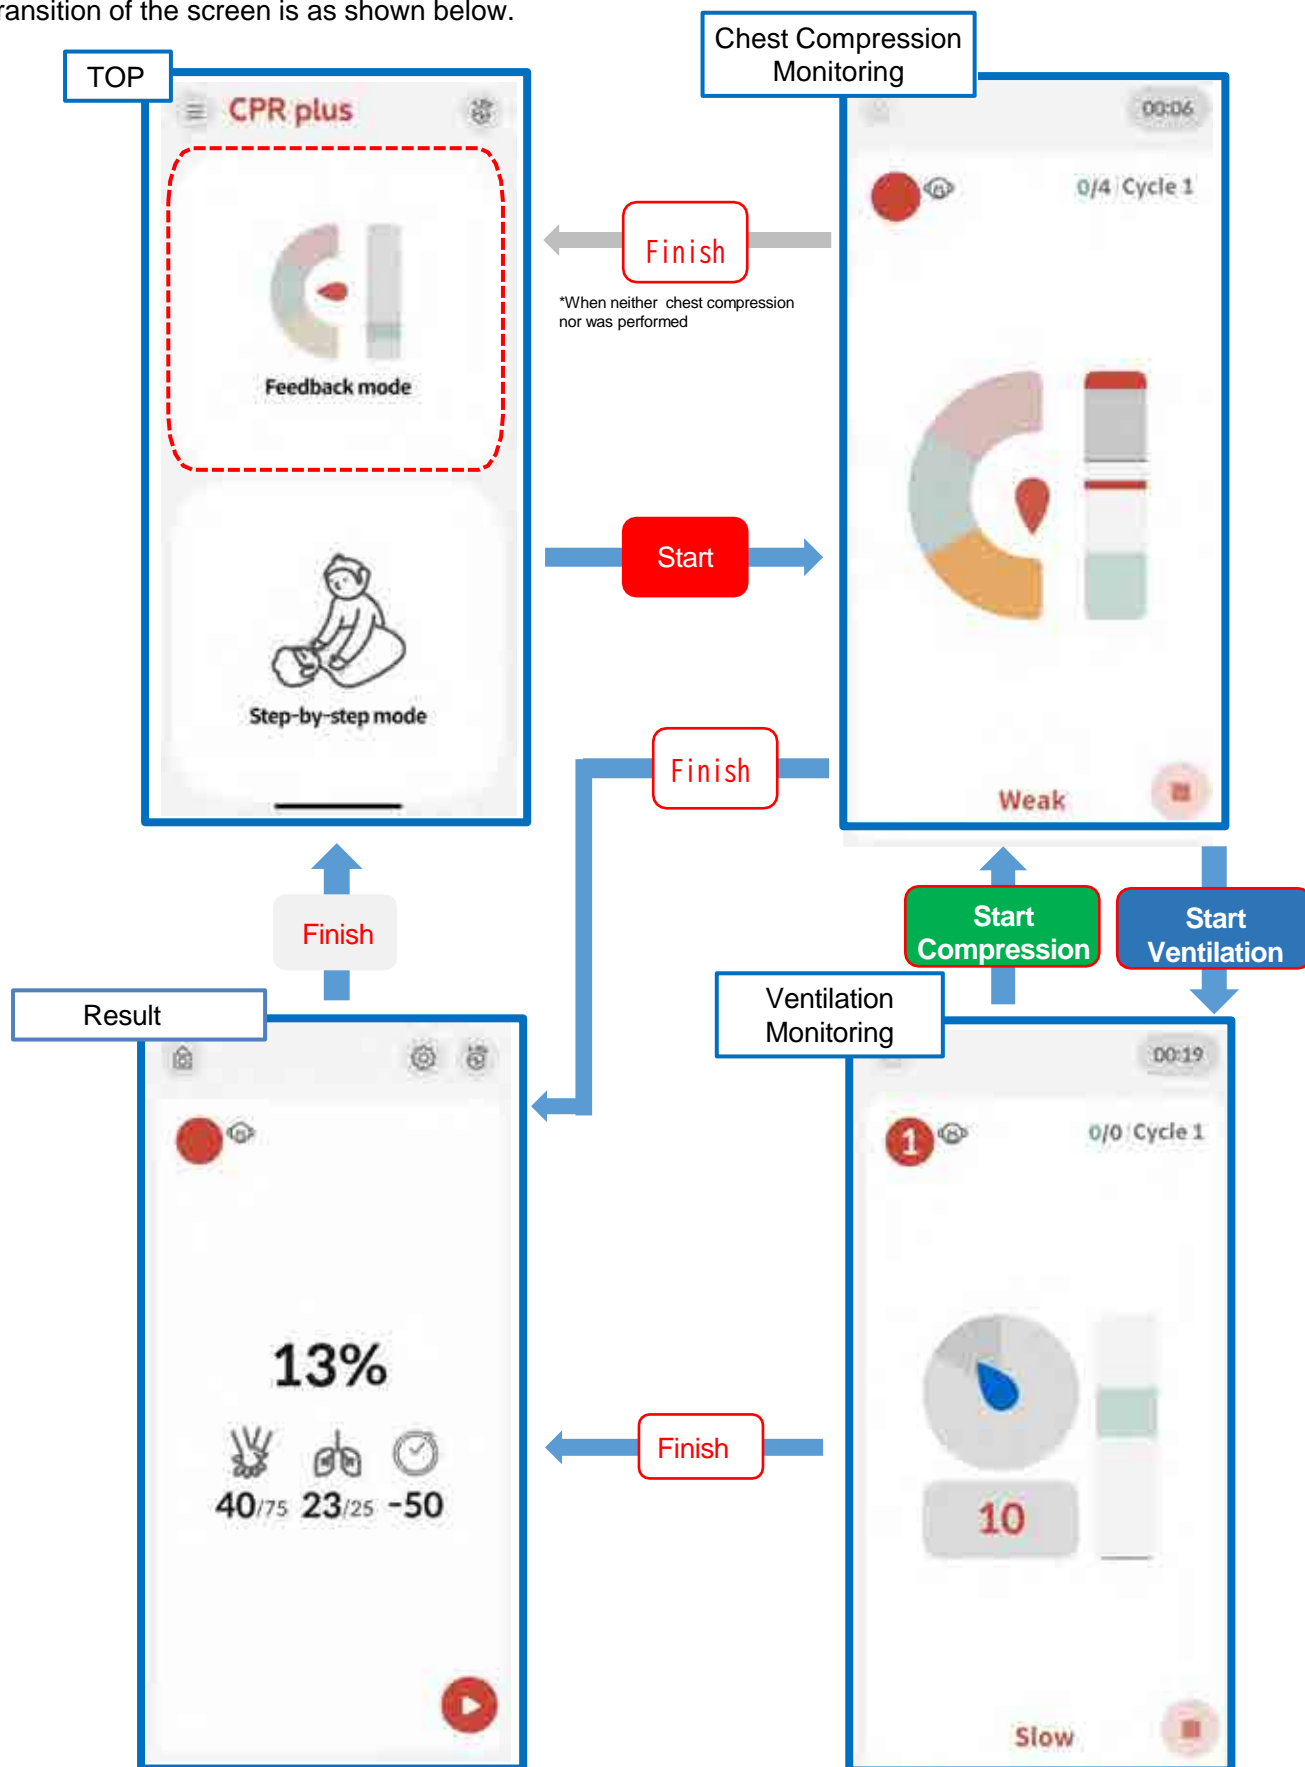 ransition of the screen is as shown below.
TOP
CPR plus
Feedback mode
Step-by-step mode
Chest Compression
Monitoring
00:06
0/4 Cycle 1
Weak
Finish
*When neither chest compression
nor was performed
Start
Finish
Finish
Start
Compression
Start
Ventilation
Result
13%
40/75 23/25 -50
Ventilation
Monitoring
00:19
1
0/0 Cycle 1
10
Slow
Finish